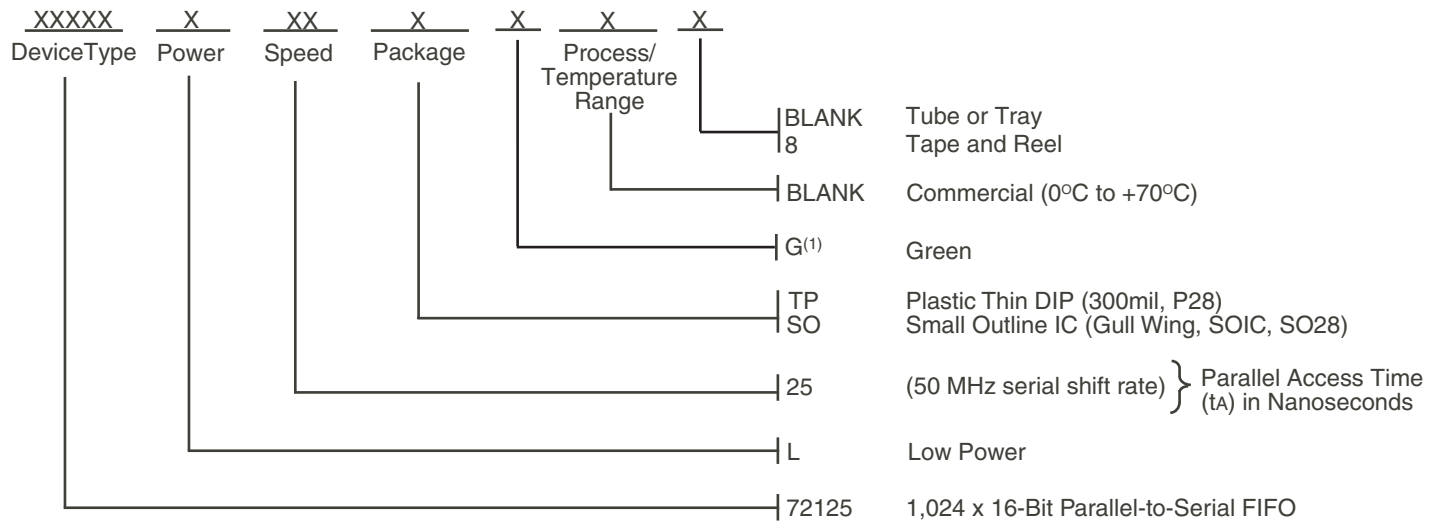 XXXXX X XX X X X X
DeviceType Power Speed Package Process/
Temperature
Range
BLANK Tube or Tray
8 Tape and Reel
BLANK Commercial (0°C to +70°C)
G(1) Green
TP Plastic Thin DIP (300mil, P28)
SO Small Outline IC (Gull Wing, SOIC, SO28)
25 (50 MHz serial shift rate) } Parallel Access Time
(tA) in Nanoseconds
L Low Power
72125 1,024 x 16-Bit Parallel-to-Serial FIFO